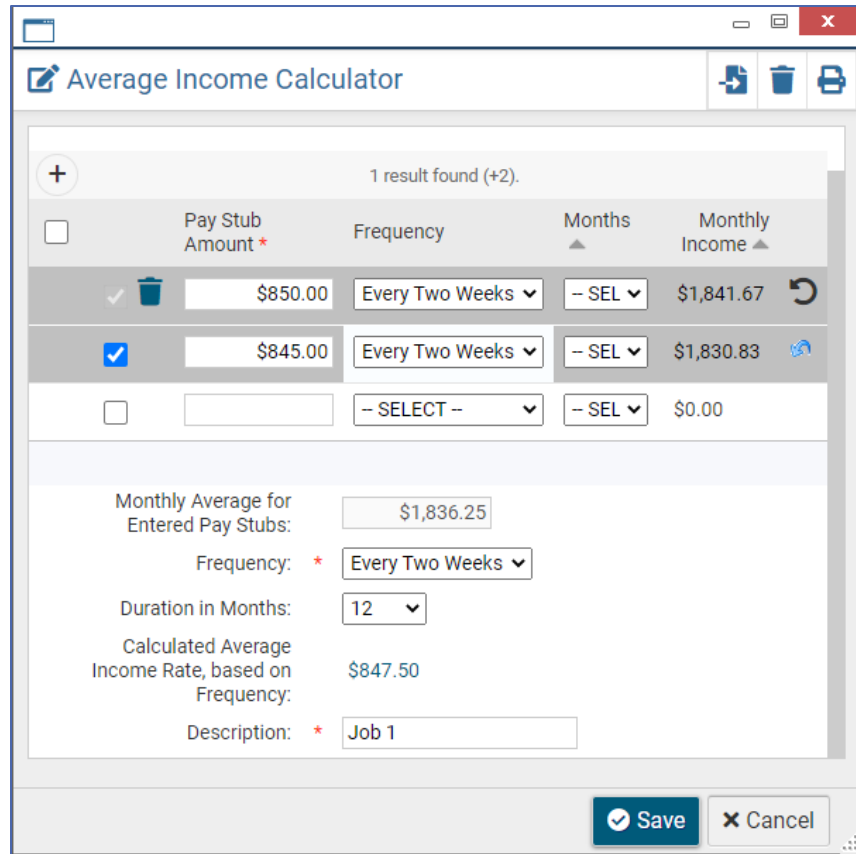 X
Average Income Calculator
+
1 result found (+2).
Pay Stub
Amount *
Frequency
Months
Monthly
Income
$850.00 Every Two Weeks -- SEL $1,841.67
$845.00 Every Two Weeks -- SEL $1,830.83
-- SELECT -- -- SEL $0.00
Monthly Average for
Entered Pay Stubs: $1,836.25
Frequency: * Every Two Weeks
Duration in Months: 12
Calculated Average
Income Rate, based on $847.50
Frequency:
Description: * Job 1
Save Cancel